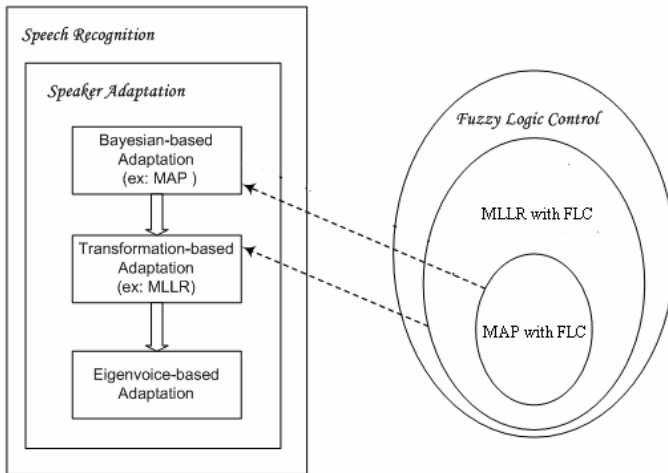 Speech Recognition
Speaker Adaptation
Bayesian-based
Adaptation
(ex: MAP )
Transformation-based
Adaptation
(ex: MLLR)
Eigenvoice-based
Adaptation
Fuzzy Logic Control
MLLR with FLC
MAP with FLC